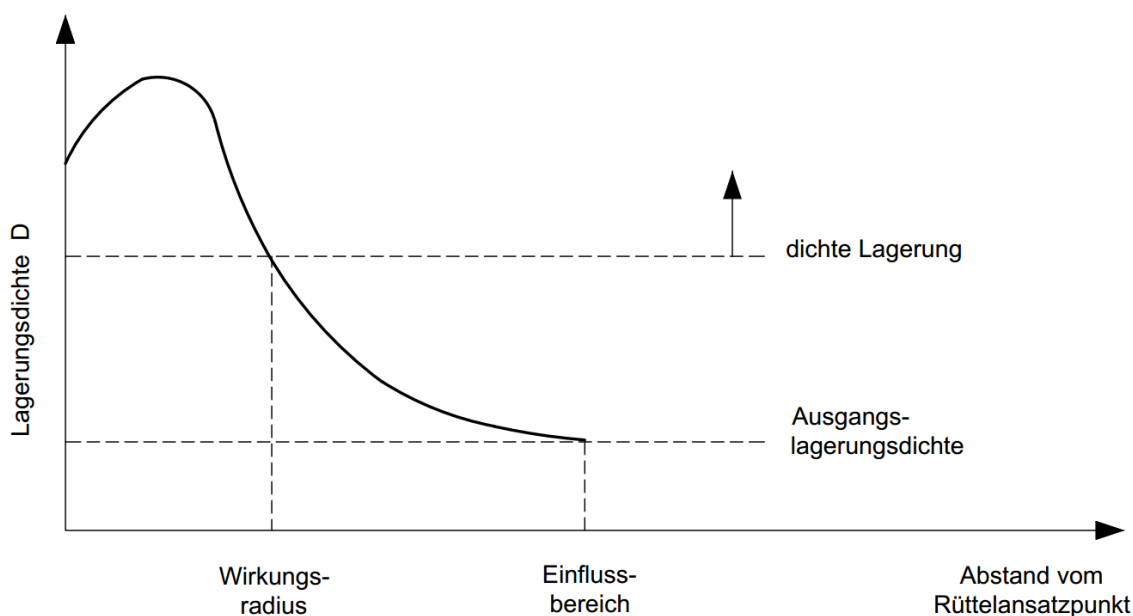 Lagerungsdichte D
dichte Lagerung
Ausgangs-
lagerungsdichte
Wirkungs-
radius
Einfluss-
bereich
Abstand vom
Rüttelansatzpunkt